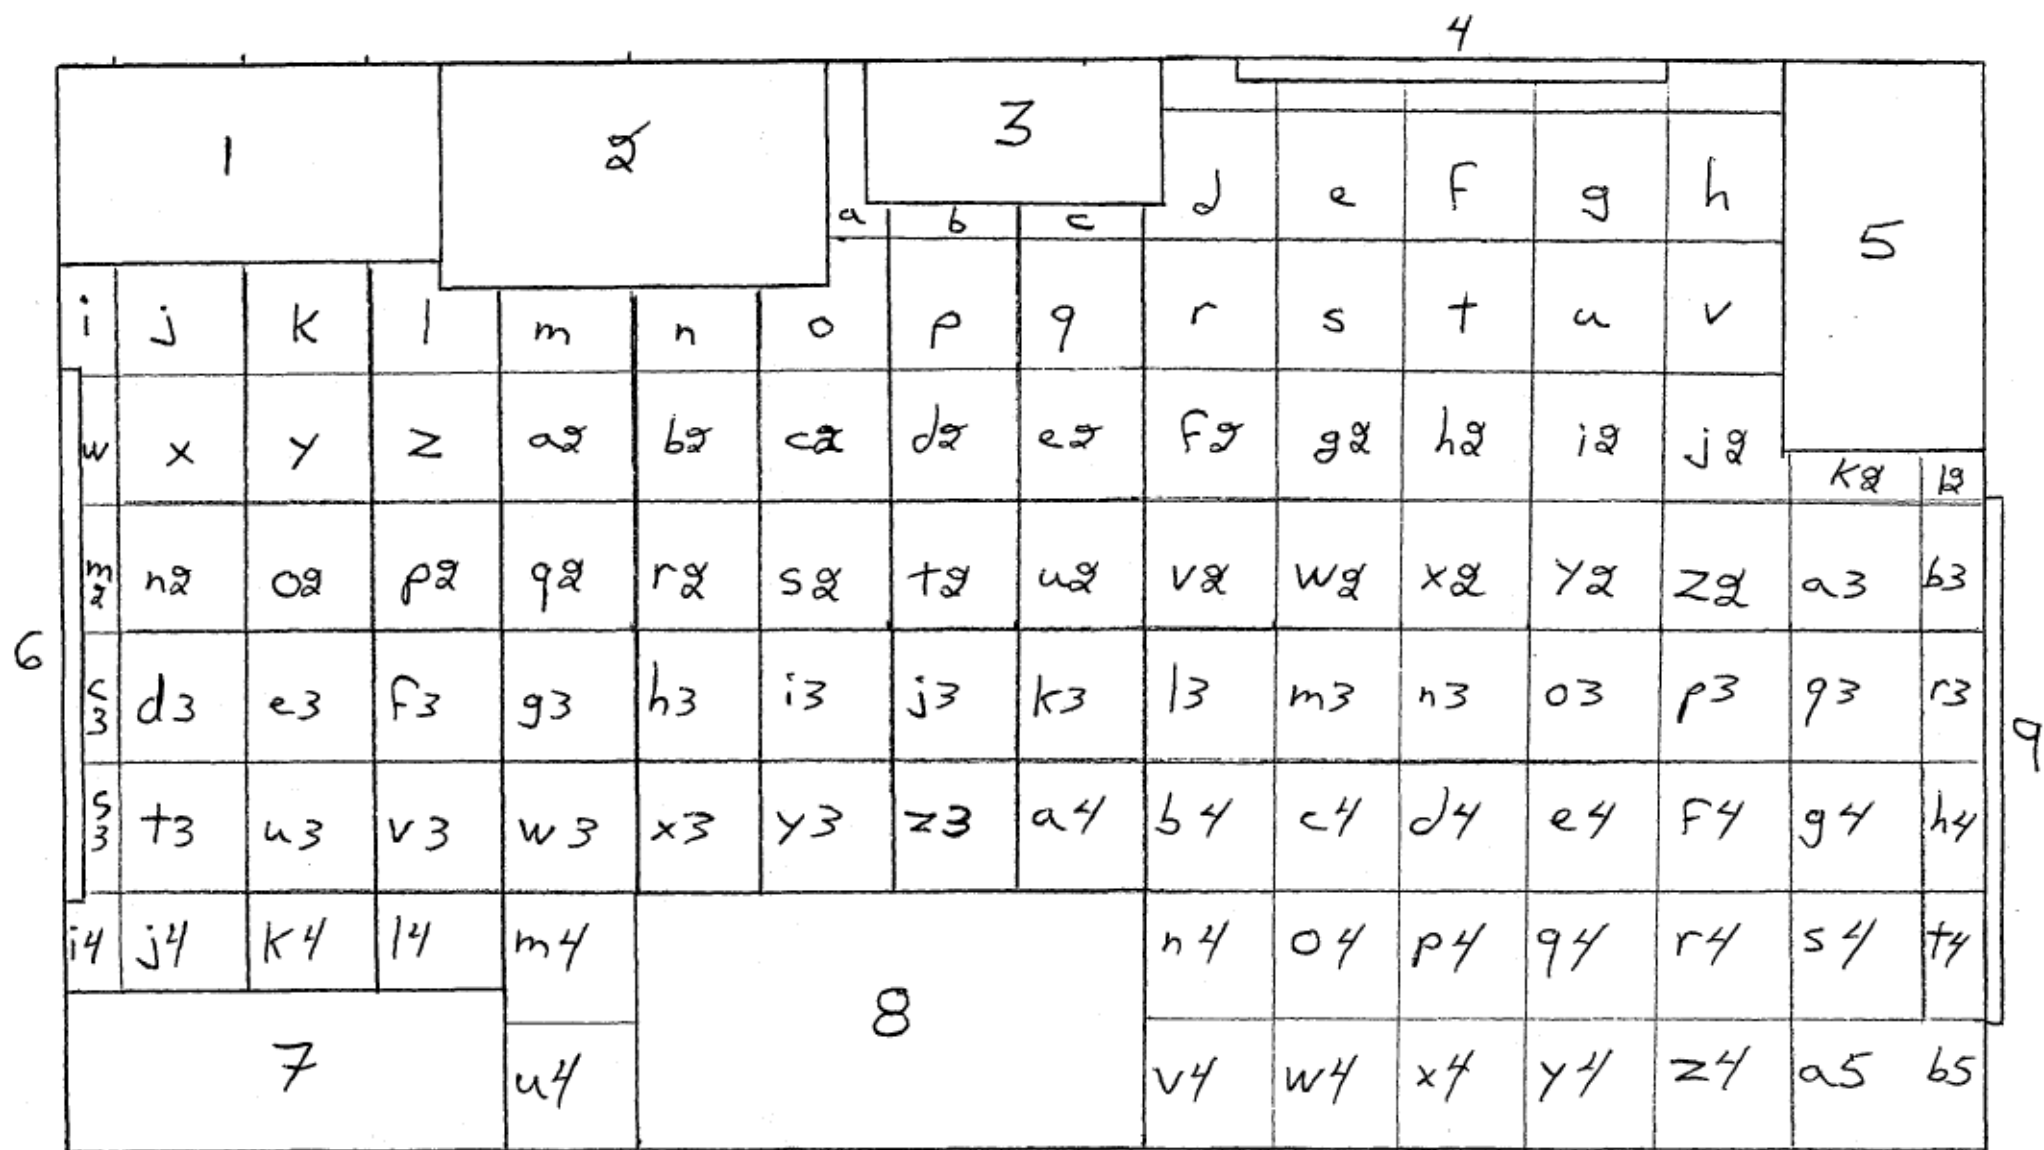 4
1 2 3
d e f g h
a b c
5
i j k l m n o p q r s t u v
w x y z a2 b2 c2 d2 e2 f2 g2 h2 i2 j2
k2 l2
m2 n2 o2 p2 q2 r2 s2 t2 u2 v2 w2 x2 y2 z2 a3 b3
6
c3 d3 e3 f3 g3 h3 i3 j3 k3 l3 m3 n3 o3 p3 q3 r3
9
s3 t3 u3 v3 w3 x3 y3 z3 a4 b4 c4 d4 e4 f4 g4 h4
i4 j4 k4 l4 m4 n4 o4 p4 q4 r4 s4 t4
8
7 u4 v4 w4 x4 y4 z4 a5 b5